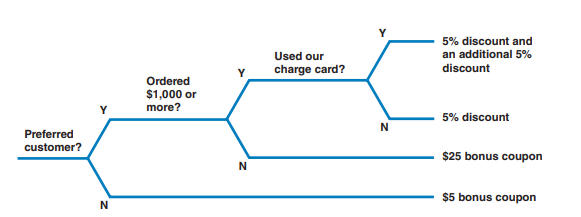 Preferred
customer?
Y
N
Ordered
$1,000 or
more?
Y
N
Used our
charge card?
Y
N
5% discount and
an additional 5%
discount
5% discount
$25 bonus coupon
$5 bonus coupon